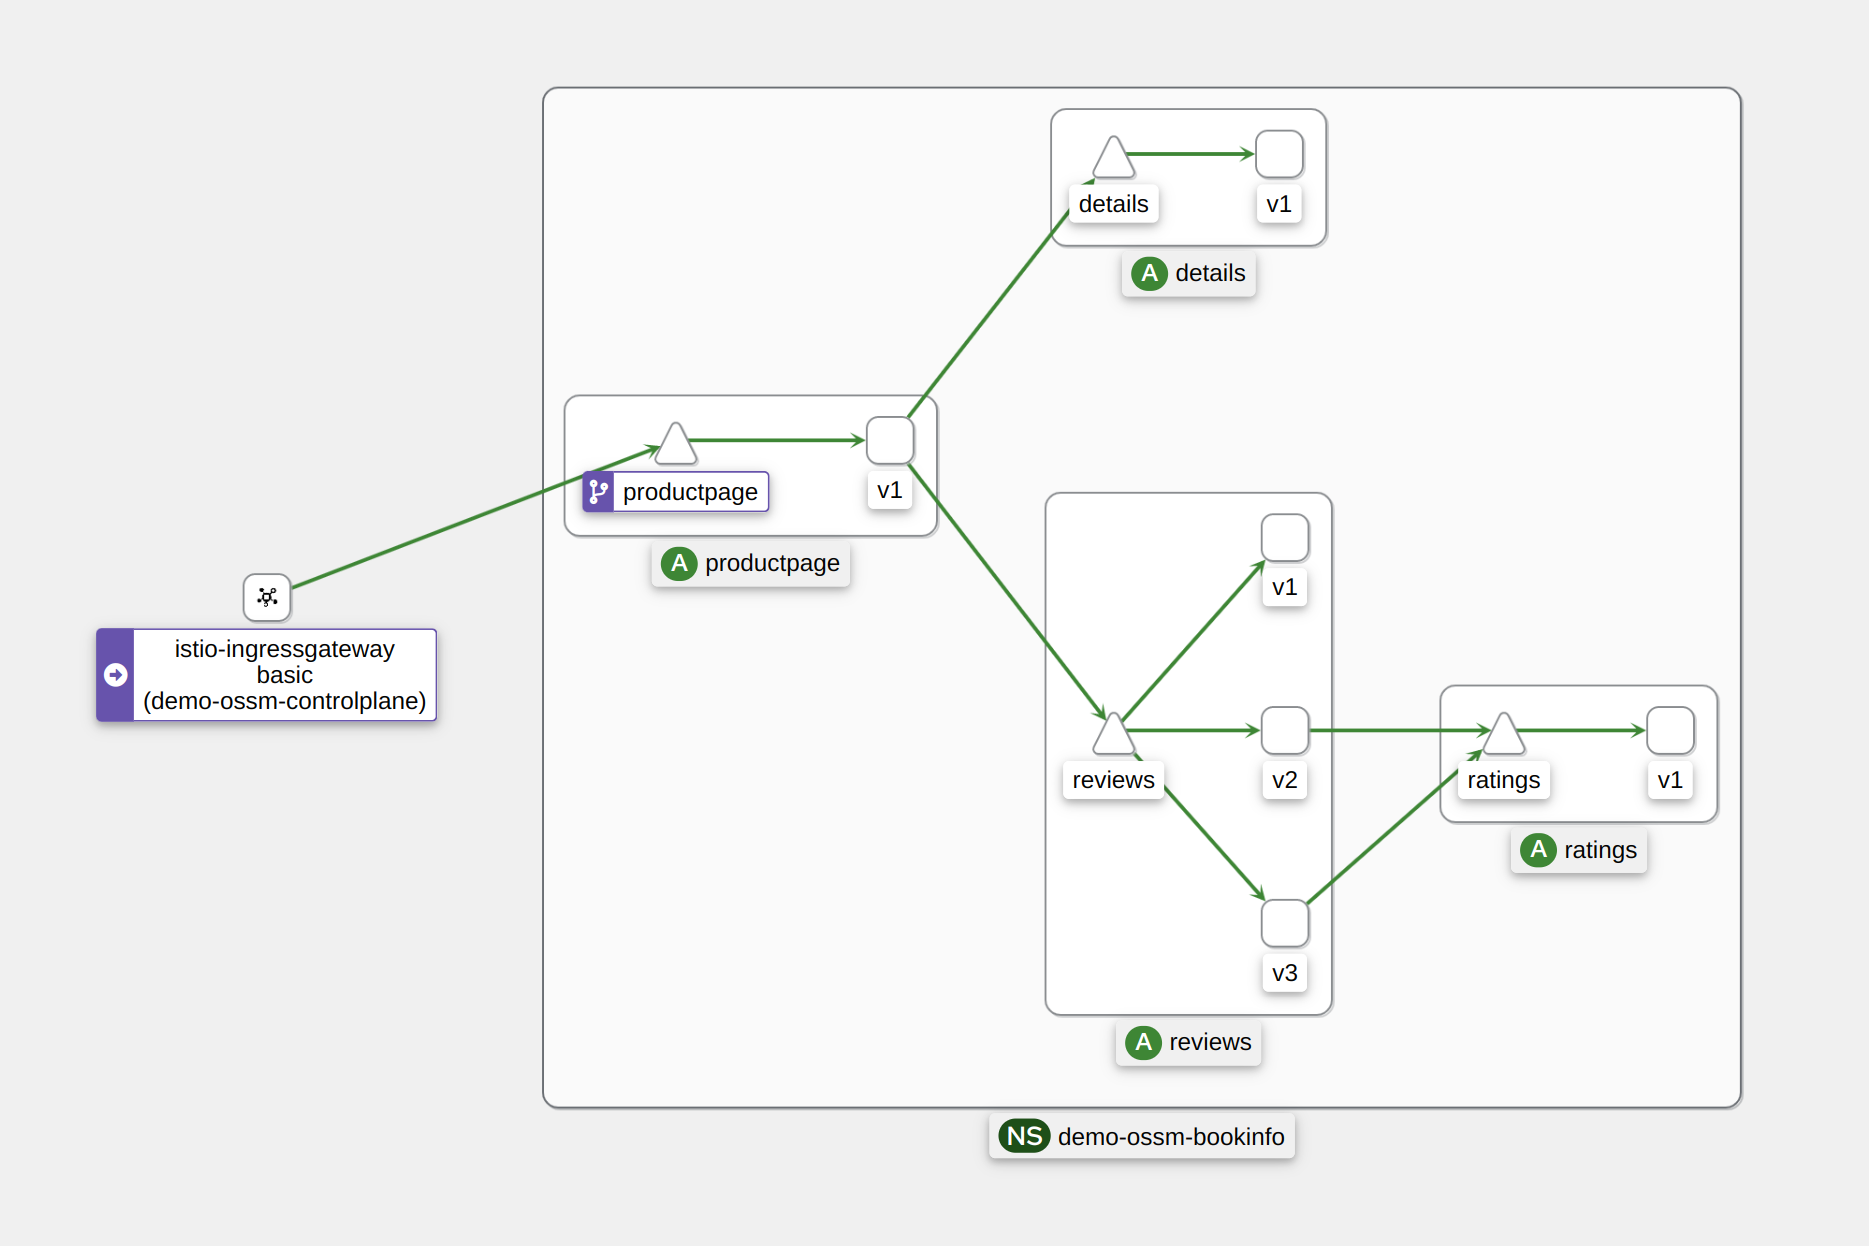 details
v1
A details
productpage
v1
A productpage
istio-ingressgateway
basic
(demo-ossm-controlplane)
v1
reviews
v2
v3
A reviews
ratings
v1
A ratings
NS demo-ossm-bookinfo